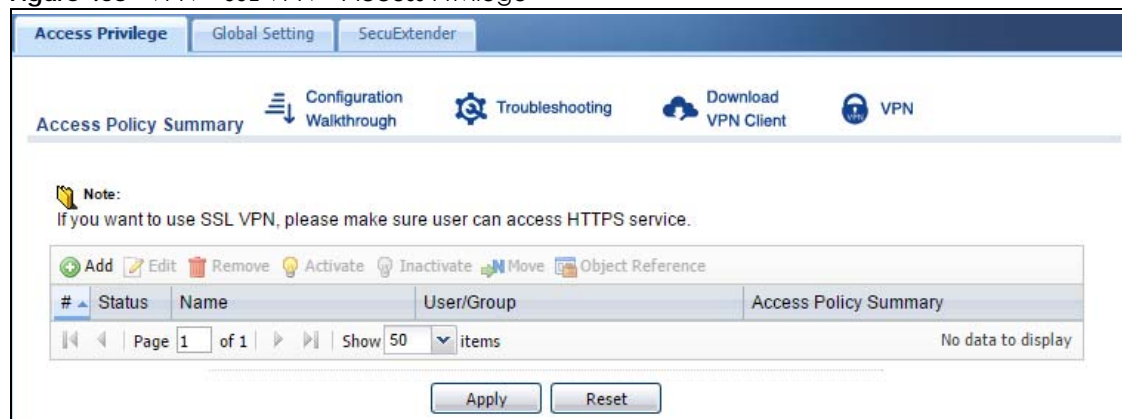 Access Privilege Global Setting SecuExtender
Access Policy Summary Configuration Walkthrough Troubleshooting Download VPN Client VPN
Note:
If you want to use SSL VPN, please make sure user can access HTTPS service.
Add Edit Remove Activate Inactivate Move Object Reference
# Status Name User/Group Access Policy Summary
Page 1 of 1 Show 50 items No data to display
Apply Reset